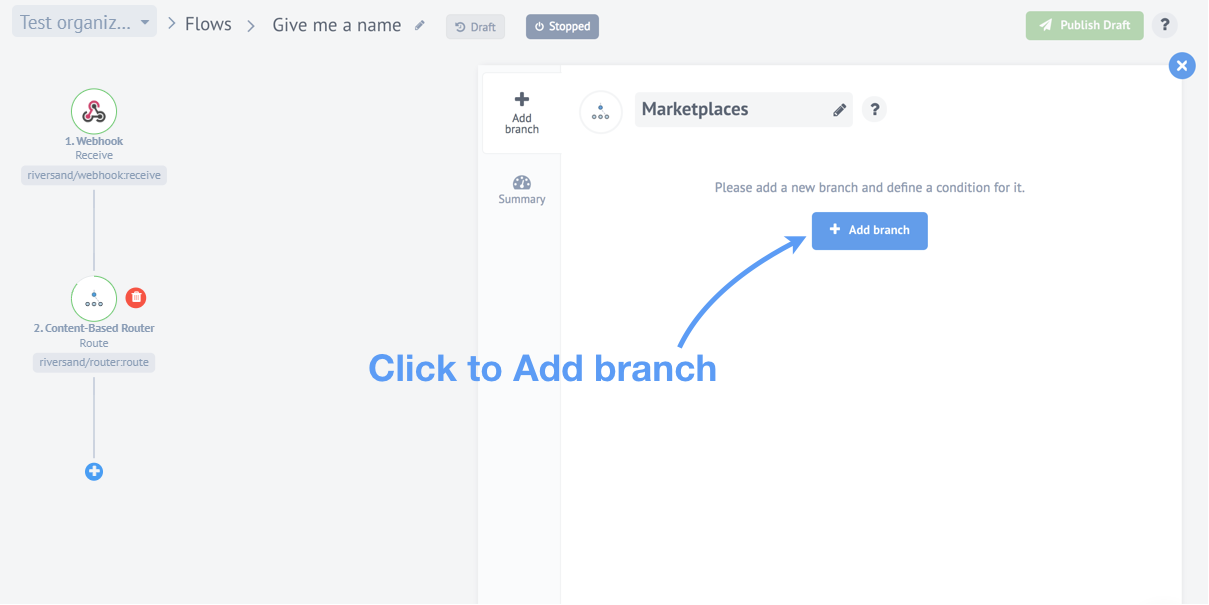 Test organiz...
Flows
Give me a name
Draft
Stopped
Publish Draft
?
1. Webhook
Receive
riversand/webhook:receive
2. Content-Based Router
Route
riversand/router:route
Add
branch
Summary
Marketplaces
?
Please add a new branch and define a condition for it.
Add branch
Click to Add branch